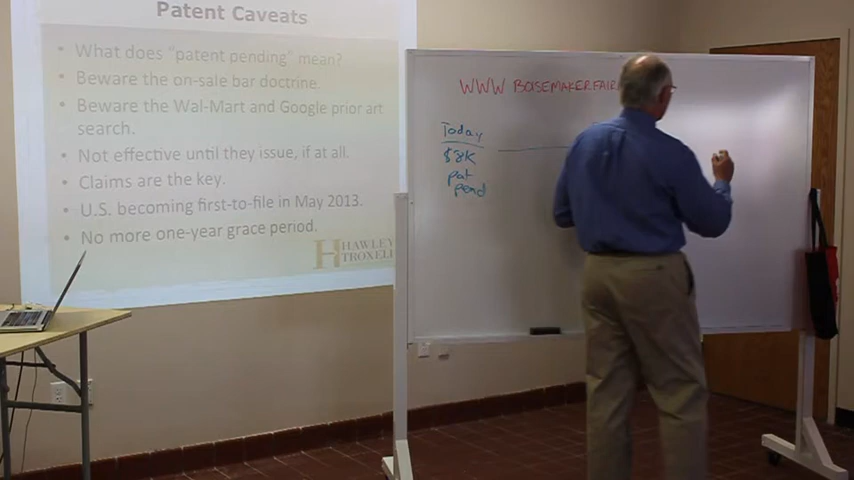 Patent Caveats
• What does "patent pending" mean?
• Beware the on-sale bar doctrine.
• Beware the Wal-Mart and Google prior art
search.
• Not effective until they issue, if at all.
• Claims are the key.
• U.S. becoming first-to-file in May 2013.
• No more one-year grace period.
H HAWLEY
TROXELL
WWW BOISEMAKERFAIR
Today
$8K
pat
pend